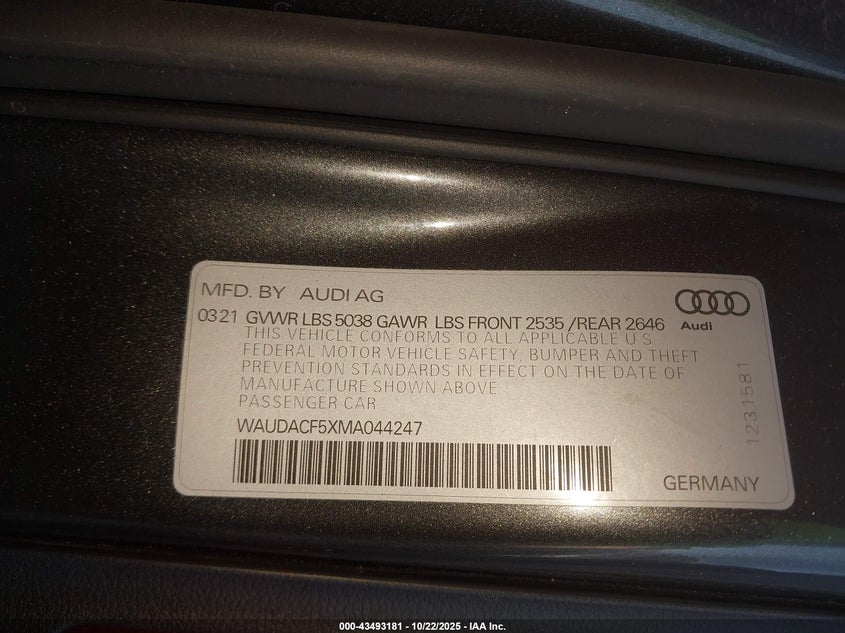 MFD. BY AUDI AG
03 21 GVWR LBS 5038 GAWR LBS FRONT 2535 /REAR 2646
Audi
THIS VEHICLE CONFORMS TO ALL APPLICABLE U S
FEDERAL MOTOR VEHICLE SAFETY, BUMPER AND THEFT
PREVENTION STANDARDS IN EFFECT ON THE DATE OF
MANUFACTURE SHOWN ABOVE
PASSENGER CAR
1231581
WAUDACF5XMA044247
GERMANY
000-43493181 - 10/22/2025 - IAA Inc.